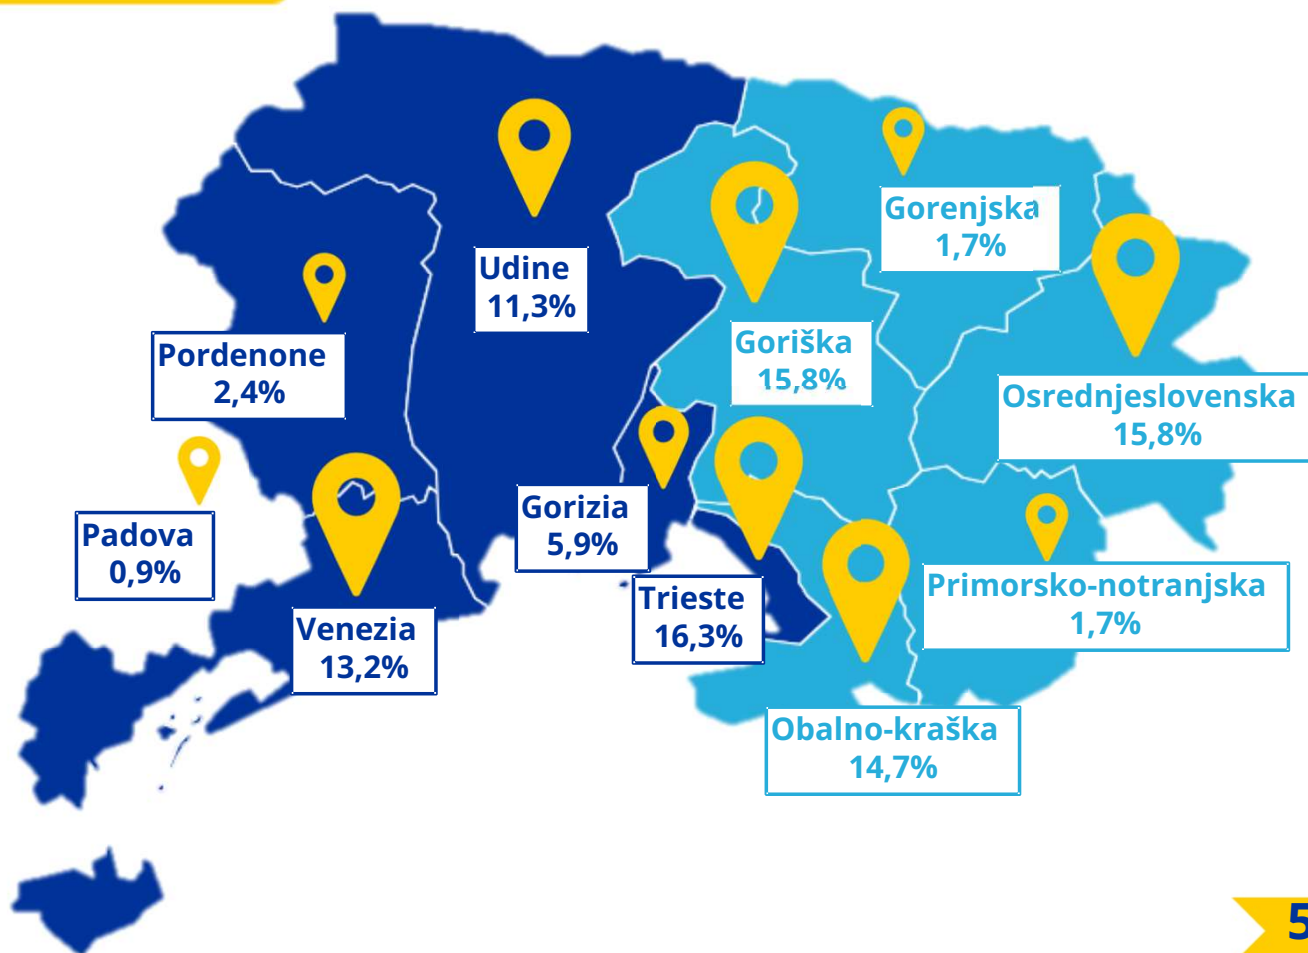 Gorenjska
1,7%
Udine
11,3%
Goriška
15,8%
Pordenone
2,4%
Osrednjeslovenska
15,8%
Gorizia
5,9%
Padova
0,9%
Trieste
16,3%
Primorsko-notranjska
1,7%
Venezia
13,2%
Obalno-kraška
14,7%
5